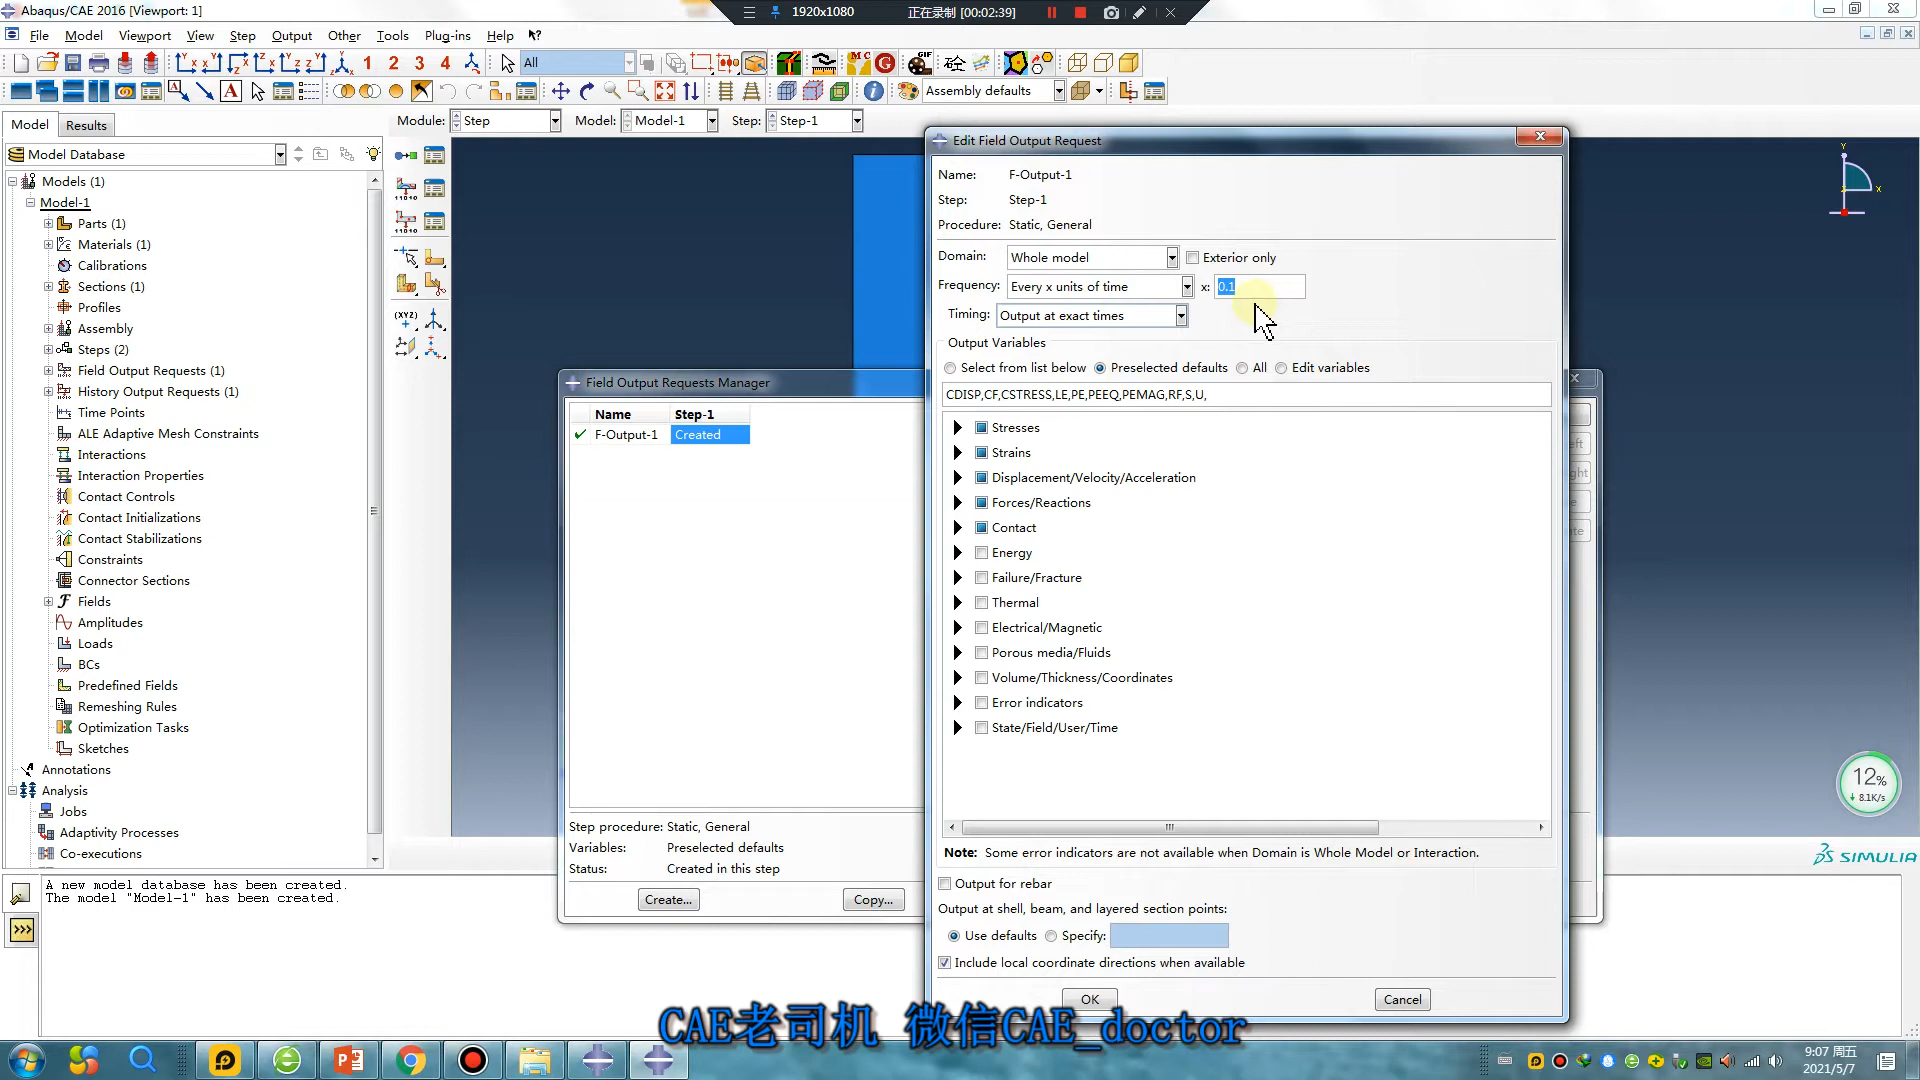 Abaqus/CAE 2016 [Viewport: 1]
1920x1080
正在录制 [00:02:39]
File Model Viewport View Step Output Other Tools Plug-ins Help
1 2 3 4
All
GIF
Assembly defaults
Model Results
Module: Step Model: Model-1 Step: Step-1
Model Database
Models (1)
Model-1
Parts (1)
Materials (1)
Calibrations
Sections (1)
Profiles
Assembly
Steps (2)
Field Output Requests (1)
History Output Requests (1)
Time Points
ALE Adaptive Mesh Constraints
Interactions
Interaction Properties
Contact Controls
Contact Initializations
Contact Stabilizations
Constraints
Connector Sections
Fields
Amplitudes
Loads
BCs
Predefined Fields
Remeshing Rules
Optimization Tasks
Sketches
Annotations
Analysis
Jobs
Adaptivity Processes
Co-executions
Field Output Requests Manager
Name Step-1
F-Output-1 Created
Step procedure: Static, General
Variables: Preselected defaults
Status: Created in this step
Create... Copy...
Edit Field Output Request
Name: F-Output-1
Step: Step-1
Procedure: Static, General
Domain: Whole model Exterior only
Frequency: Every x units of time x: 0.1
Timing: Output at exact times
Output Variables
Select from list below Preselected defaults All Edit variables
CDISP,CF,CSTRESS,LE,PE,PEEQ,PEMAG,RF,S,U,
Stresses
Strains
Displacement/Velocity/Acceleration
Forces/Reactions
Contact
Energy
Failure/Fracture
Thermal
Electrical/Magnetic
Porous media/Fluids
Volume/Thickness/Coordinates
Error indicators
State/Field/User/Time
Note: Some error indicators are not available when Domain is Whole Model or Interaction.
Output for rebar
Output at shell, beam, and layered section points:
Use defaults Specify:
Include local coordinate directions when available
OK Cancel
Y
X
12%
8.1K/s
SIMULIA
A new model database has been created.
The model "Model-1" has been created.
CAE老司机 微信CAE_doctor
9:07 周五
2021/5/7